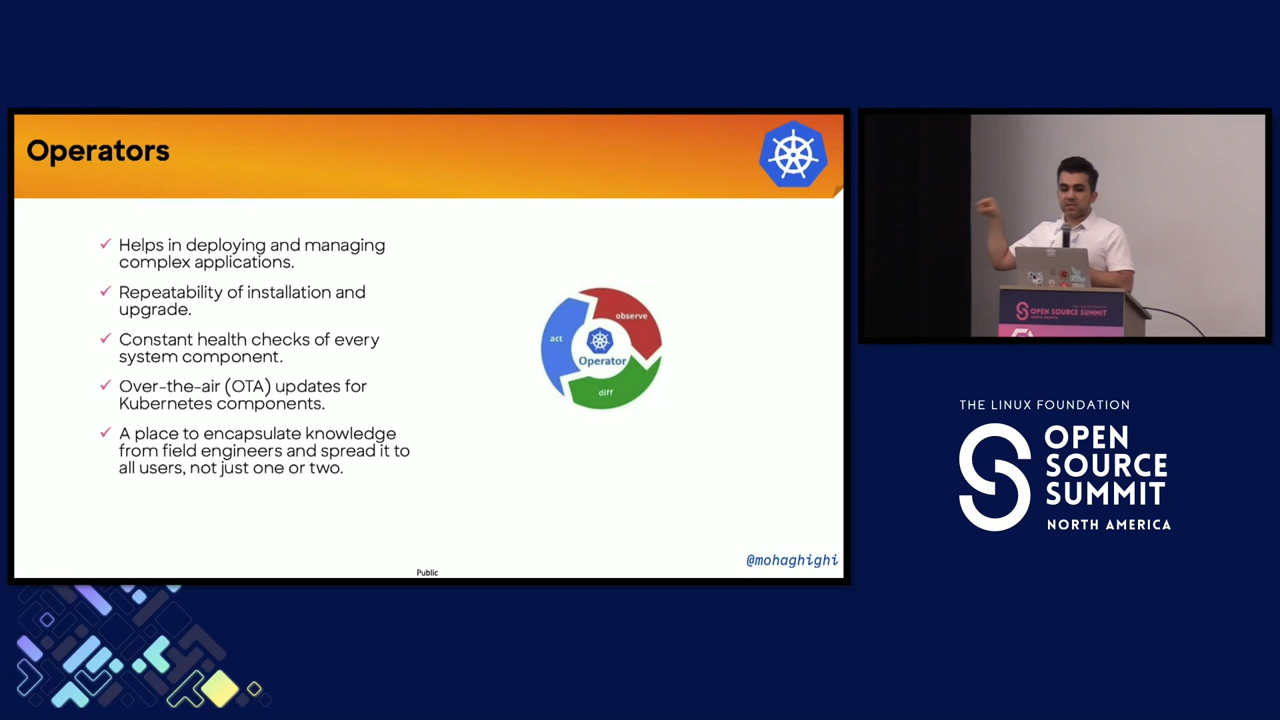 Operators
Helps in deploying and managing
complex applications.
Repeatability of installation and
upgrade.
Constant health checks of every
system component.
Over-the-air (OTA) updates for
Kubernetes components.
A place to encapsulate knowledge
from field engineers and spread it to
all users, not just one or two.
observe
act
Operator
diff
@mohaghighi
Public
OPEN SOURCE SUMMIT
THE LINUX FOUNDATION
OPEN
SOURCE
SUMMIT
NORTH AMERICA